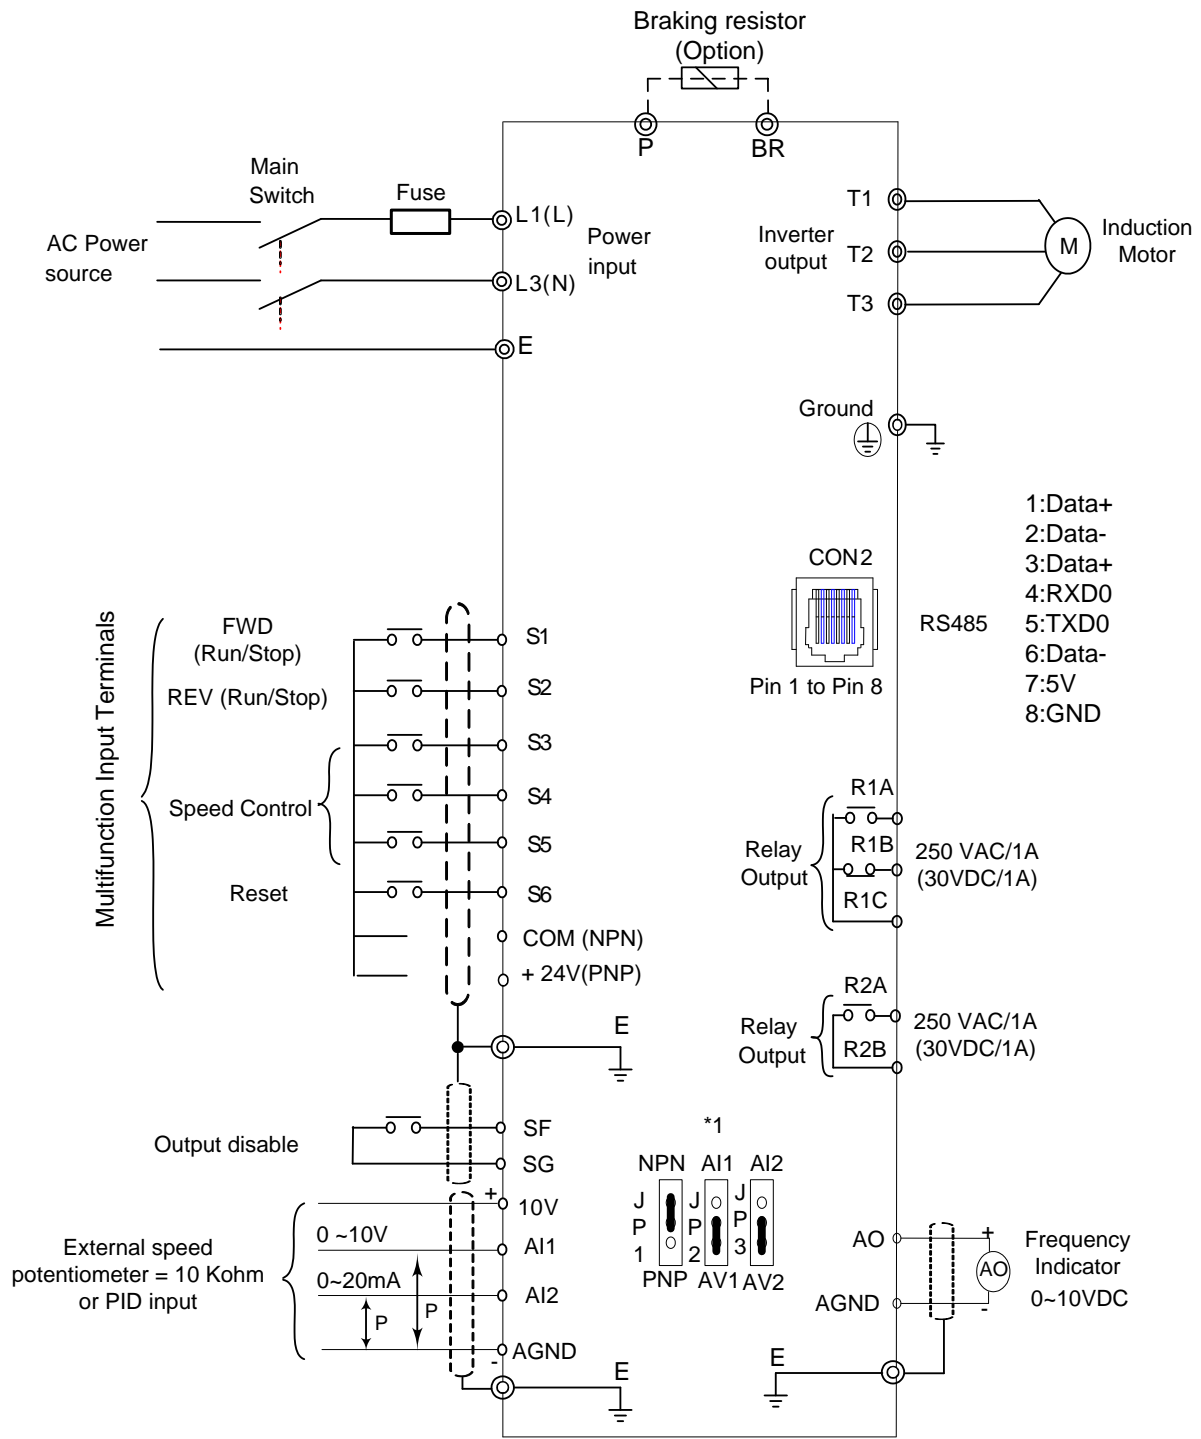 Braking resistor
(Option)
P
BR
Main
Switch
Fuse
AC Power
source
L1(L)
L3(N)
E
Power
input
Inverter
output
T1
T2
T3
M
Induction
Motor
Ground
CON2
RS485
Pin 1 to Pin 8
1:Data+
2:Data-
3:Data+
4:RXD0
5:TXD0
6:Data-
7:5V
8:GND
Multifunction Input Terminals
FWD
(Run/Stop)
REV (Run/Stop)
Speed Control
Reset
S1
S2
S3
S4
S5
S6
COM (NPN)
+ 24V(PNP)
E
Relay
Output
R1A
R1B
R1C
250 VAC/1A
(30VDC/1A)
Relay
Output
R2A
R2B
250 VAC/1A
(30VDC/1A)
Output disable
SF
SG
*1
NPN AI1 AI2
JP1
JP2
JP3
PNP AV1 AV2
External speed
potentiometer = 10 Kohm
or PID input
0 ~10V
0~20mA
P
P
+
10V
AI1
AI2
AGND
-
E
AO
AGND
+
AO
-
Frequency
Indicator
0~10VDC
E